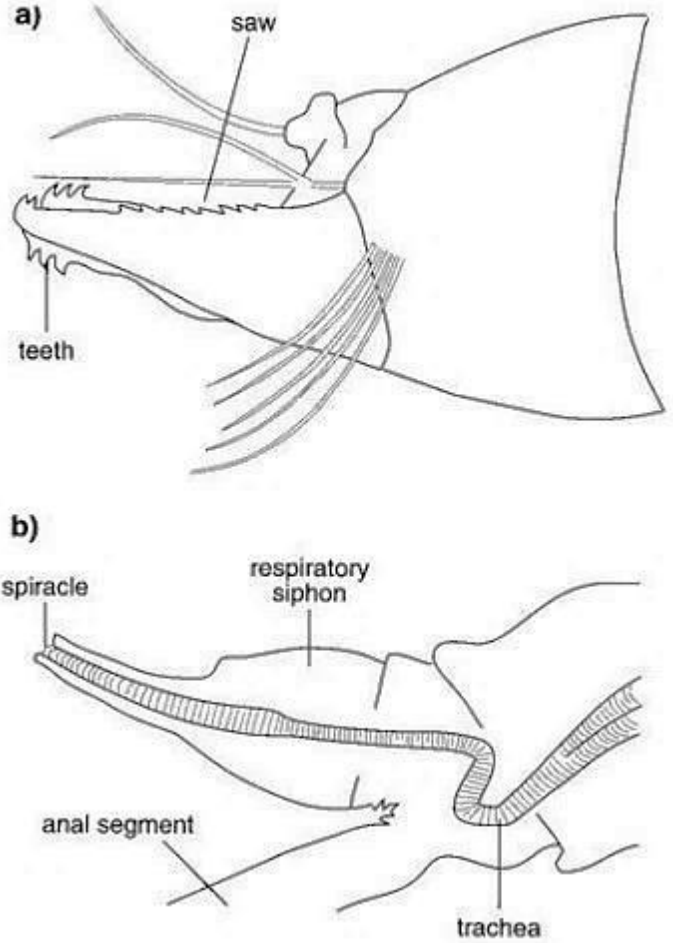 a)
saw
teeth
b)
spiracle
respiratory
siphon
anal segment
trachea